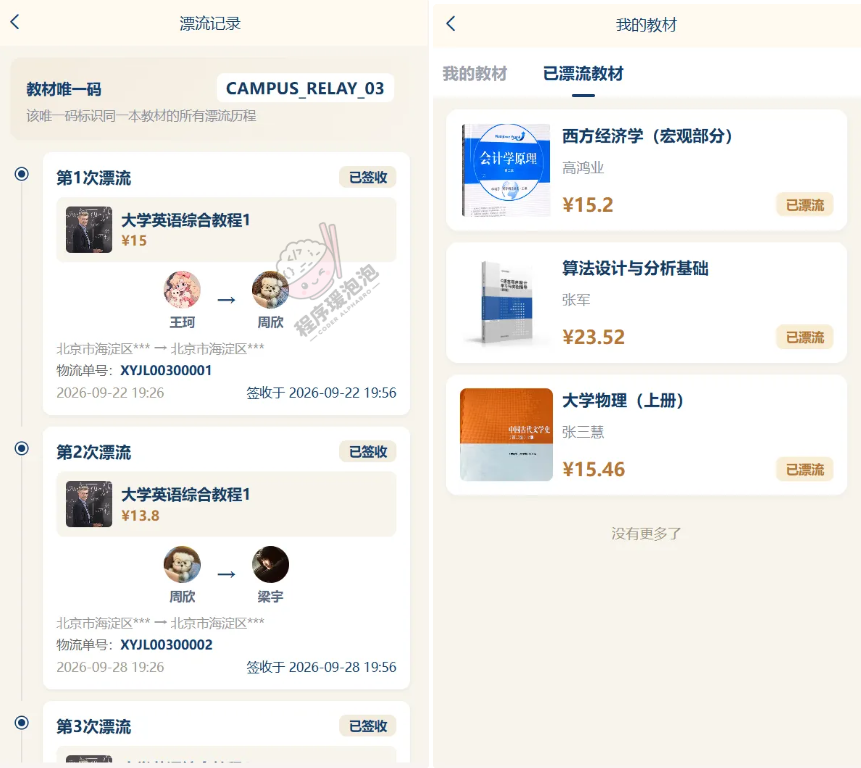 漂流记录
教材唯一码
CAMPUS_RELAY_03
该唯一码标识同一本教材的所有漂流历程
第1次漂流
已签收
大学英语综合教程1
¥15
王珂
→
周欣
北京市海淀区*** → 北京市海淀区***
物流单号：XYJL00300001
2026-09-22 19:26
签收于 2026-09-22 19:56
程序瑗泡泡
— CODER ALPHABRO —
第2次漂流
已签收
大学英语综合教程1
¥13.8
周欣
→
梁宇
北京市海淀区*** → 北京市海淀区***
物流单号：XYJL00300002
2026-09-28 19:26
签收于 2026-09-28 19:56
第3次漂流
已签收
我的教材
我的教材
已漂流教材
会计学原理
西方经济学（宏观部分）
高鸿业
¥15.2
已漂流
算法设计与分析基础
张军
¥23.52
已漂流
中国古代文学史
大学物理（上册）
张三慧
¥15.46
已漂流
没有更多了